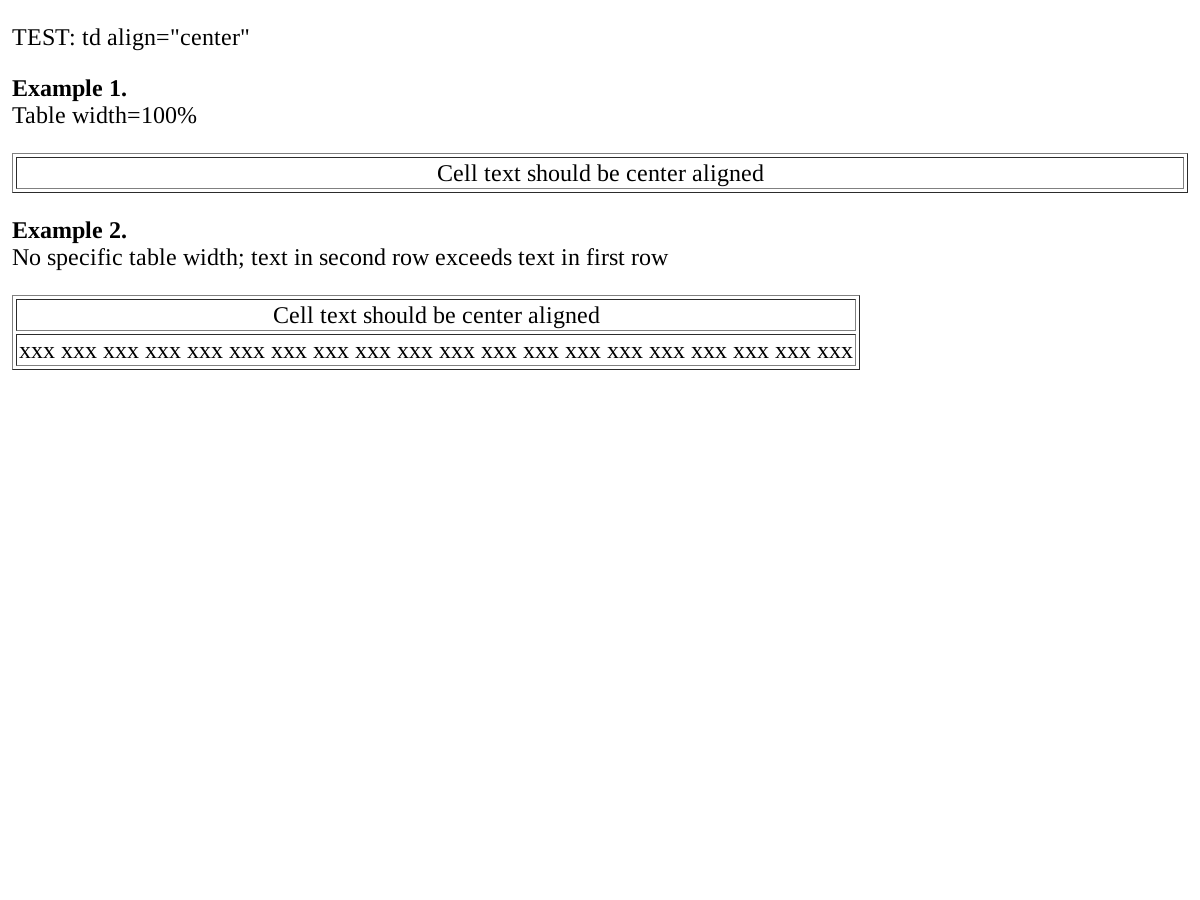 TEST: td align="center"
Example 1.
Table width=100%
Cell text should be center aligned
Example 2.
No specific table width; text in second row exceeds text in first row
Cell text should be center aligned
xxx xxx xxx xxx xxx xxx xxx xxx xxx xxx xxx xxx xxx xxx xxx xxx xxx xxx xxx xxx